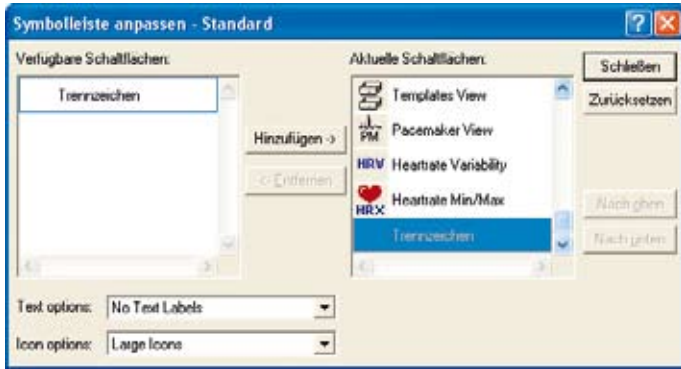 Symbolleiste anpassen - Standard
Verfügbare Schaltflächen:
Trennzeichen
Hinzufügen ->
<- Entfernen
Aktuelle Schaltflächen:
Templates View
PM Pacemaker View
HRV Heartrate Variability
HRX Heartrate Min/Max
Trennzeichen
Schließen
Zurücksetzen
Nach oben
Nach unten
Text options: No Text Labels
Icon options: Large Icons